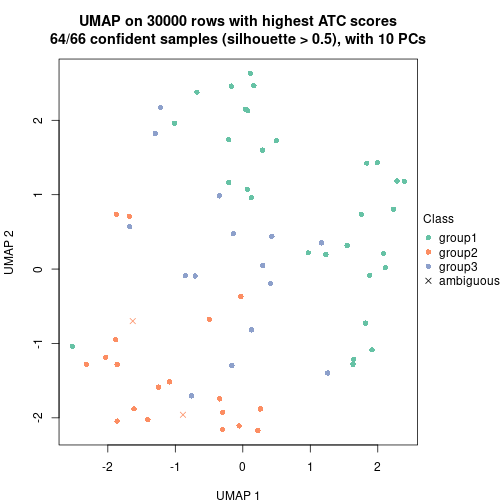 UMAP on 30000 rows with highest ATC scores
64/66 confident samples (silhouette > 0.5), with 10 PCs
UMAP 2
2
1
0
-1
-2
-2
-1
0
1
2
UMAP 1
Class
group1
group2
group3
ambiguous